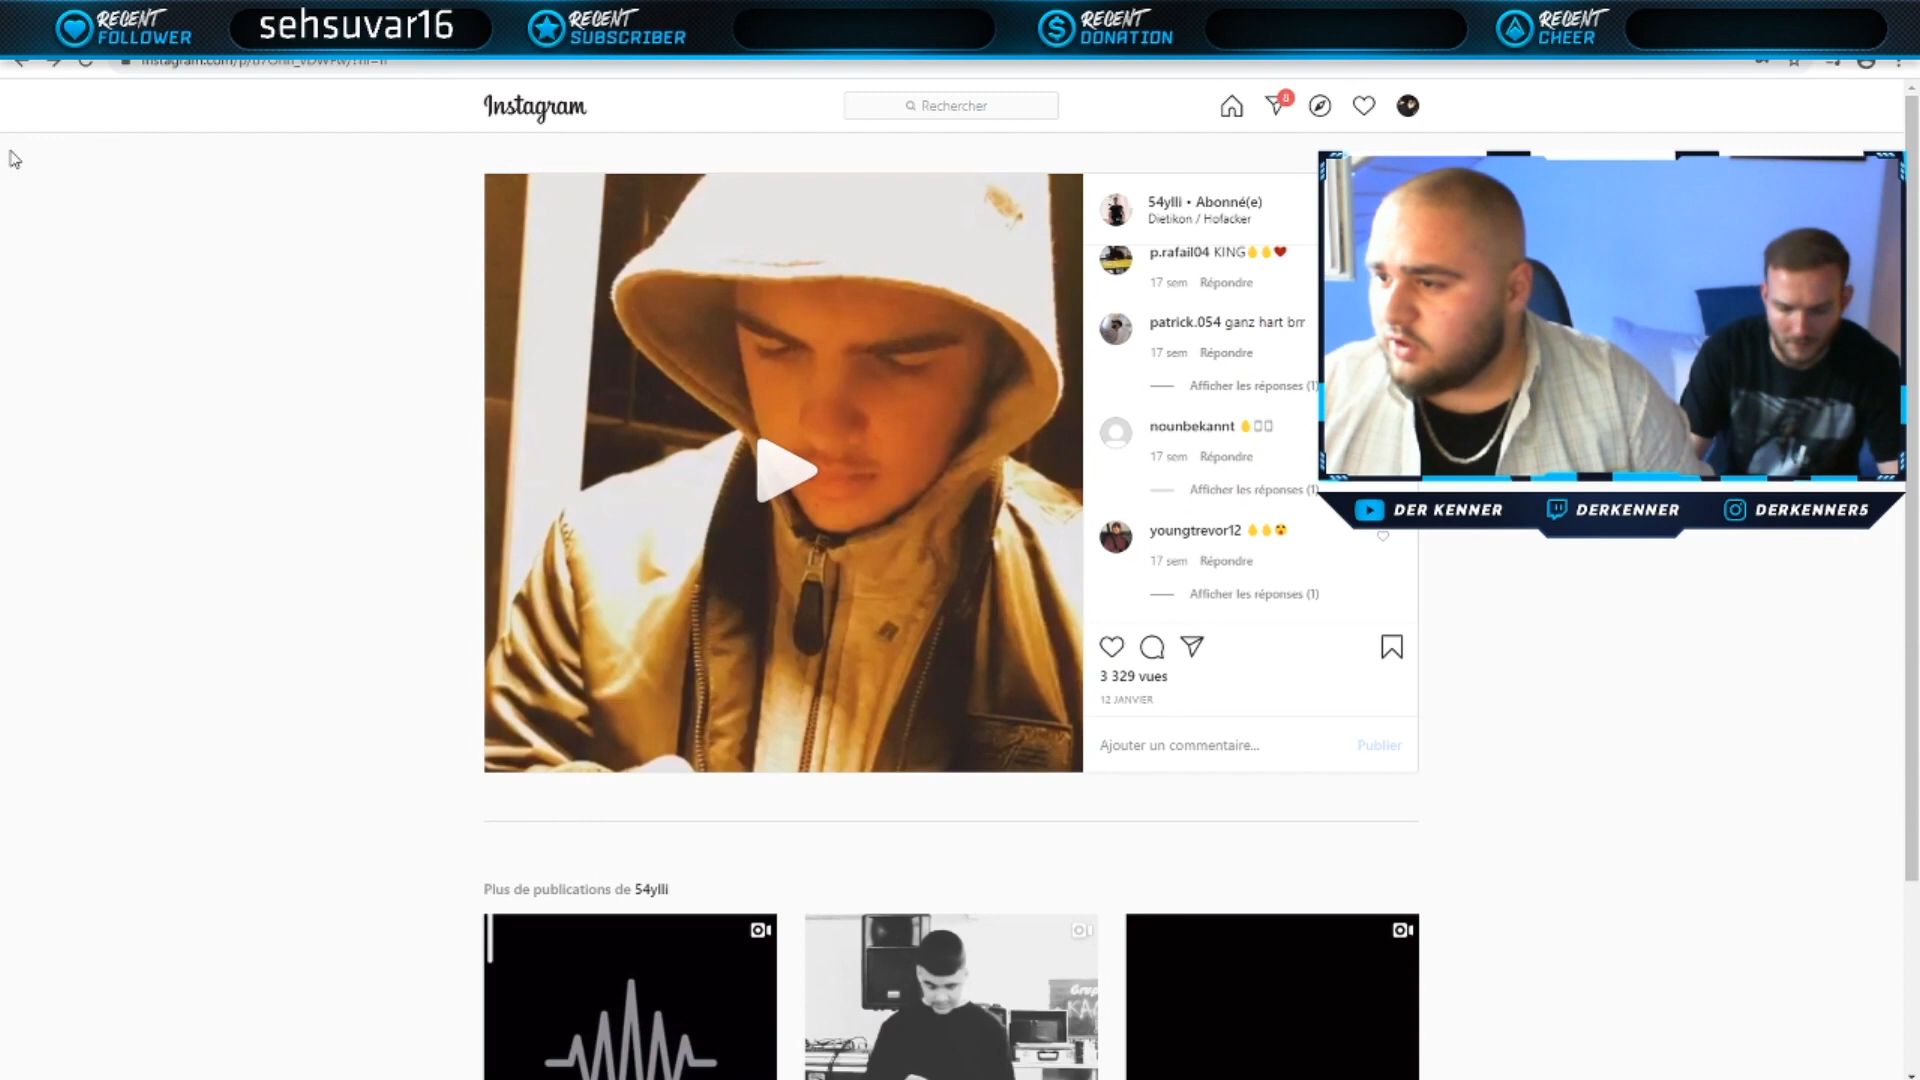 RECENT FOLLOWER
sehsuvar16
RECENT SUBSCRIBER
RECENT DONATION
RECENT CHEER
Instagram
Rechercher
8
54ylli • Abonné(e)
Dietikon / Hofacker
p.rafail04 KING
17 sem Répondre
patrick.054 ganz hart brr
17 sem Répondre
Afficher les réponses (1)
nounbekannt
17 sem Répondre
Afficher les réponses (1)
youngtrevor12
17 sem Répondre
Afficher les réponses (1)
DER KENNER
DERKENNER
DERKENNER5
3 329 vues
12 JANVIER
Ajouter un commentaire...
Publier
Plus de publications de 54ylli